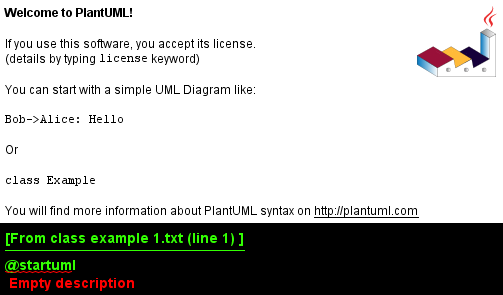 Welcome to PlantUML!
If you use this software, you accept its license.
(details by typing license keyword)
You can start with a simple UML Diagram like:
Bob->Alice: Hello
Or
class Example
You will find more information about PlantUML syntax on http://plantuml.com
[From class example 1.txt (line 1) ]
@startuml
Empty description